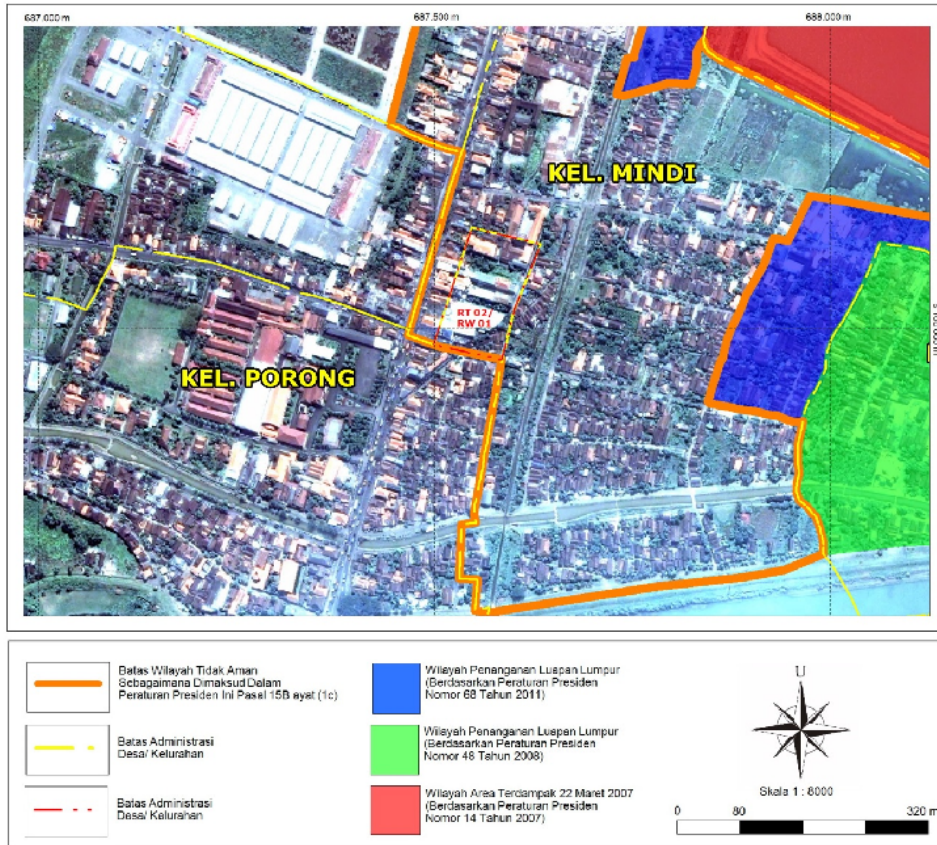 687.000 m
687.500 m
688.000 m
KEL. MINDI
RT 02/
RW 01
KEL. PORONG
Batas Wilayah Tidak Aman
Sebagaimana Dimaksud Dalam
Peraturan Presiden Ini Pasal 15B ayat (1c)
Batas Administrasi
Desa/ Kelurahan
Batas Administrasi
Desa/ Kelurahan
Wilayah Penanganan Luapan Lumpur
(Berdasarkan Peraturan Presiden
Nomor 68 Tahun 2011)
Wilayah Penanganan Luapan Lumpur
(Berdasarkan Peraturan Presiden
Nomor 48 Tahun 2008)
Wilayah Area Terdampak 22 Maret 2007
(Berdasarkan Peraturan Presiden
Nomor 14 Tahun 2007)
U
Skala 1 : 8000
0 80 320 m